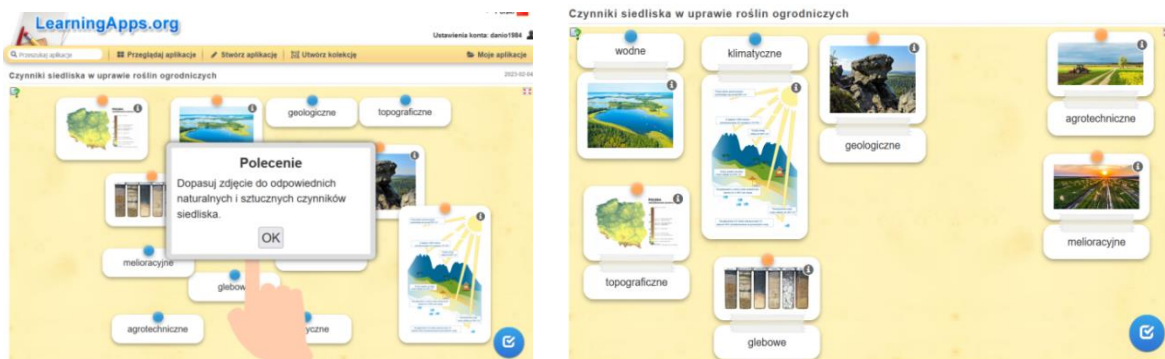 LearningApps.org
Ustawienia konta: danio1984
Przeszukaj aplikacje
Przeglądaj aplikacje
Stwórz aplikację
Utwórz kolekcję
Moje aplikacje
Czynniki siedliska w uprawie roślin ogrodniczych
2023-02-04
geologiczne
topograficzne
Polecenie
Dopasuj zdjęcie do odpowiednich
naturalnych i sztucznych czynników
siedliska.
OK
melioracyjne
glebow
agrotechniczne
yczne
Czynniki siedliska w uprawie roślin ogrodniczych
wodne
klimatyczne
geologiczne
agrotechniczne
topograficzne
melioracyjne
glebowe